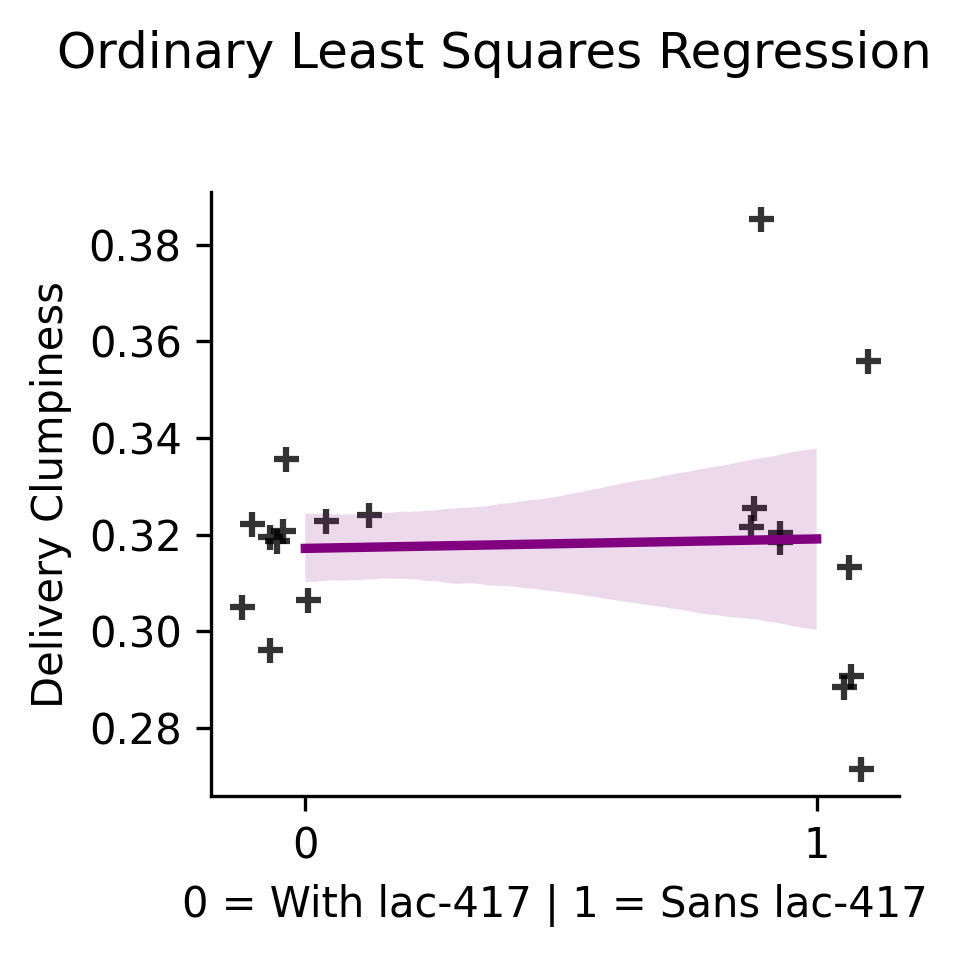 Ordinary Least Squares Regression
Delivery Clumpiness
0.38
0.36
0.34
0.32
0.30
0.28
0 1
0 = With lac-417 | 1 = Sans lac-417